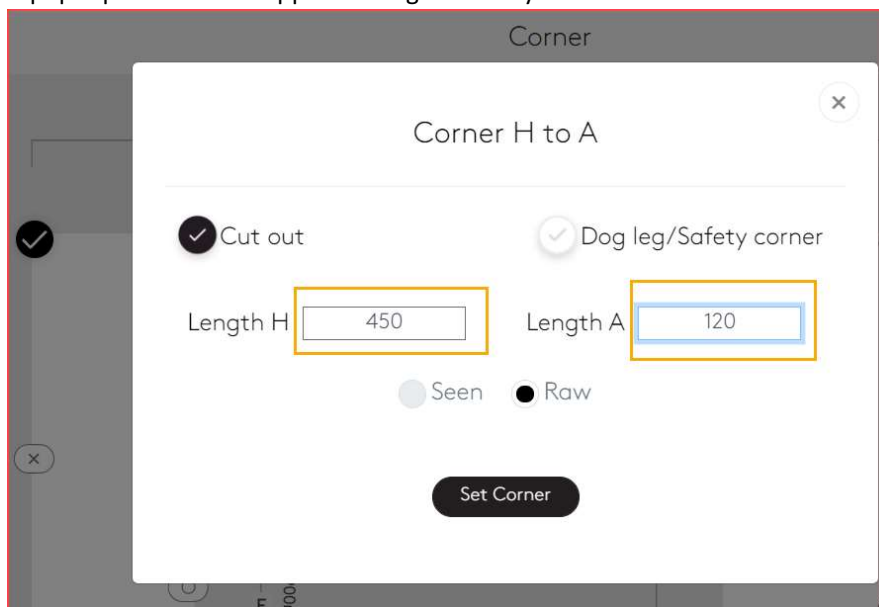 Corner
Corner H to A
Cut out
Dog leg/Safety corner
Length H 450
Length A 120
Seen
Raw
Set Corner